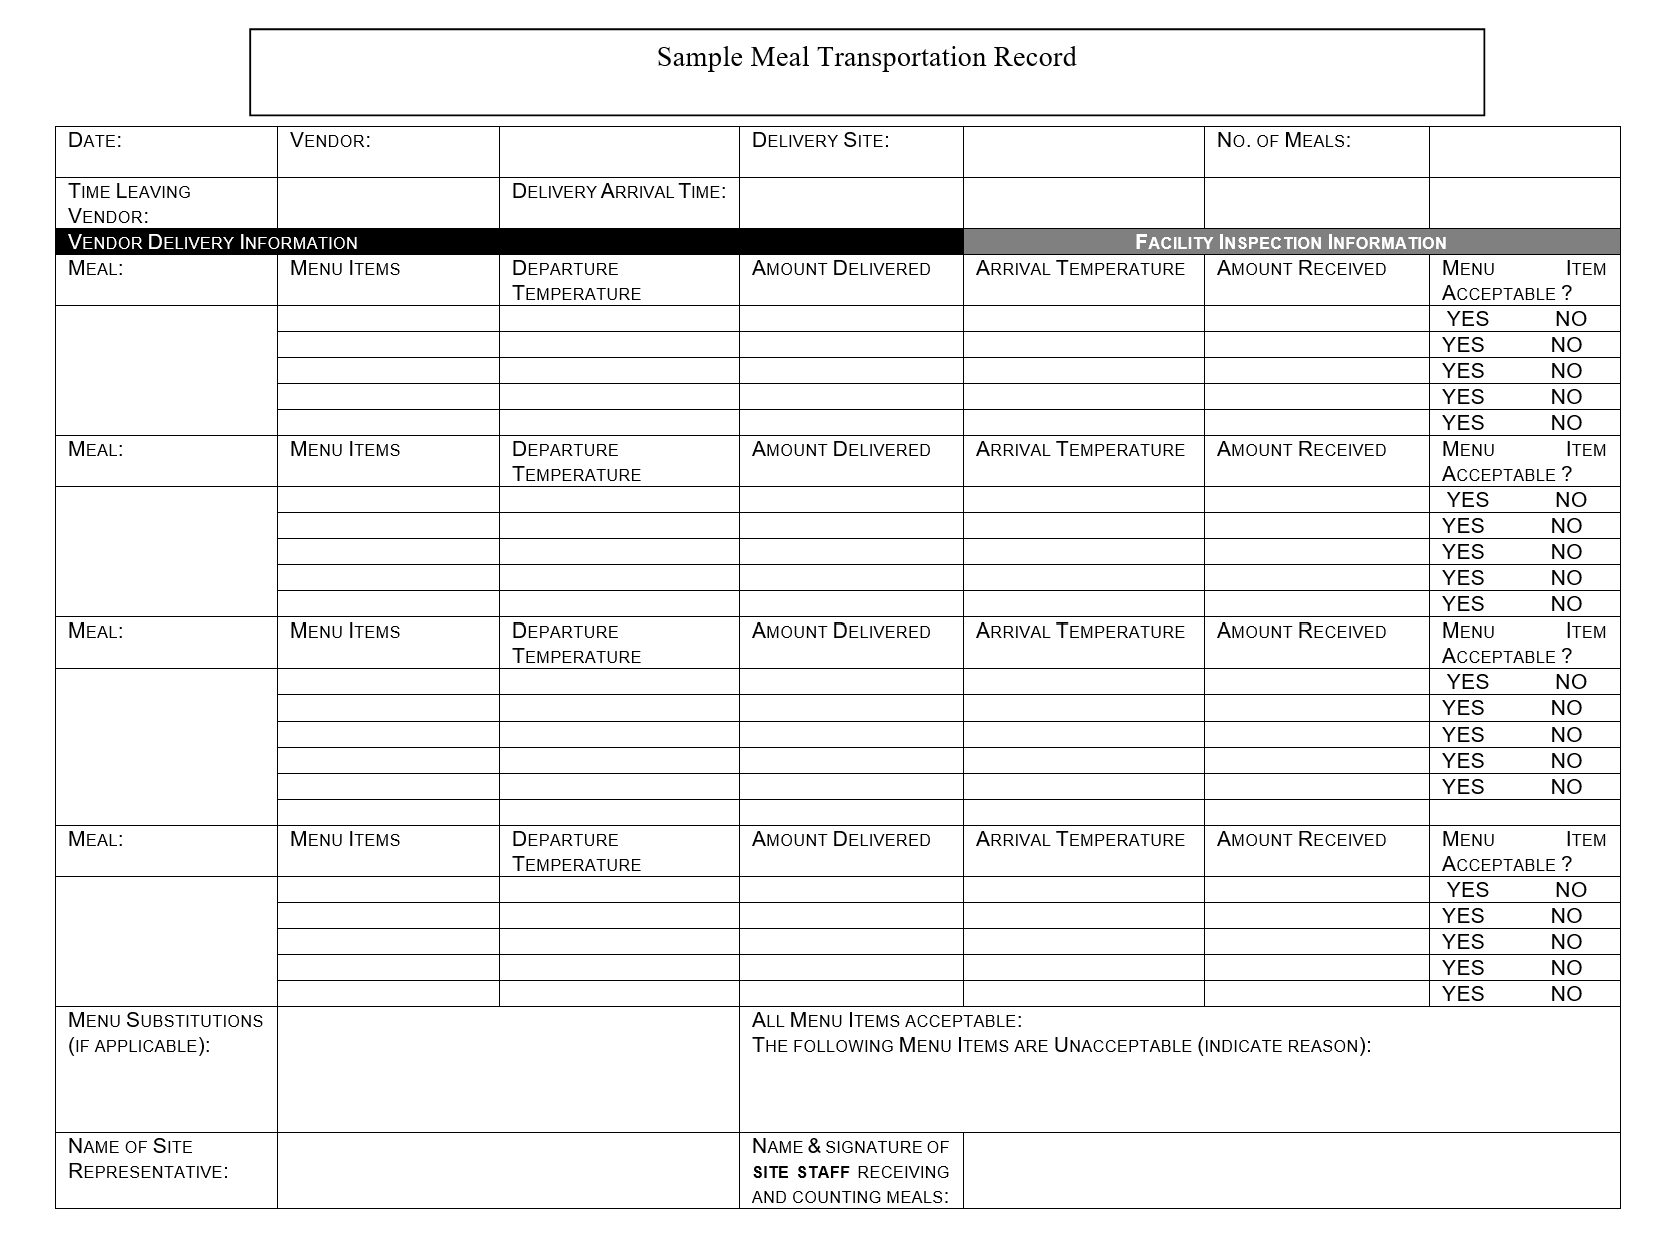 Sample Meal Transportation Record
DATE: VENDOR: DELIVERY SITE: NO. OF MEALS:
TIME LEAVING VENDOR: DELIVERY ARRIVAL TIME:
VENDOR DELIVERY INFORMATION FACILITY INSPECTION INFORMATION
MEAL: MENU ITEMS DEPARTURE TEMPERATURE AMOUNT DELIVERED ARRIVAL TEMPERATURE AMOUNT RECEIVED MENU ITEM ACCEPTABLE ?
YES NO
YES NO
YES NO
YES NO
YES NO
MEAL: MENU ITEMS DEPARTURE TEMPERATURE AMOUNT DELIVERED ARRIVAL TEMPERATURE AMOUNT RECEIVED MENU ITEM ACCEPTABLE ?
YES NO
YES NO
YES NO
YES NO
YES NO
MEAL: MENU ITEMS DEPARTURE TEMPERATURE AMOUNT DELIVERED ARRIVAL TEMPERATURE AMOUNT RECEIVED MENU ITEM ACCEPTABLE ?
YES NO
YES NO
YES NO
YES NO
YES NO
MEAL: MENU ITEMS DEPARTURE TEMPERATURE AMOUNT DELIVERED ARRIVAL TEMPERATURE AMOUNT RECEIVED MENU ITEM ACCEPTABLE ?
YES NO
YES NO
YES NO
YES NO
YES NO
MENU SUBSTITUTIONS
(IF APPLICABLE):
ALL MENU ITEMS ACCEPTABLE:
THE FOLLOWING MENU ITEMS ARE UNACCEPTABLE (INDICATE REASON):
NAME OF SITE
REPRESENTATIVE:
NAME & SIGNATURE OF
SITE STAFF RECEIVING
AND COUNTING MEALS: